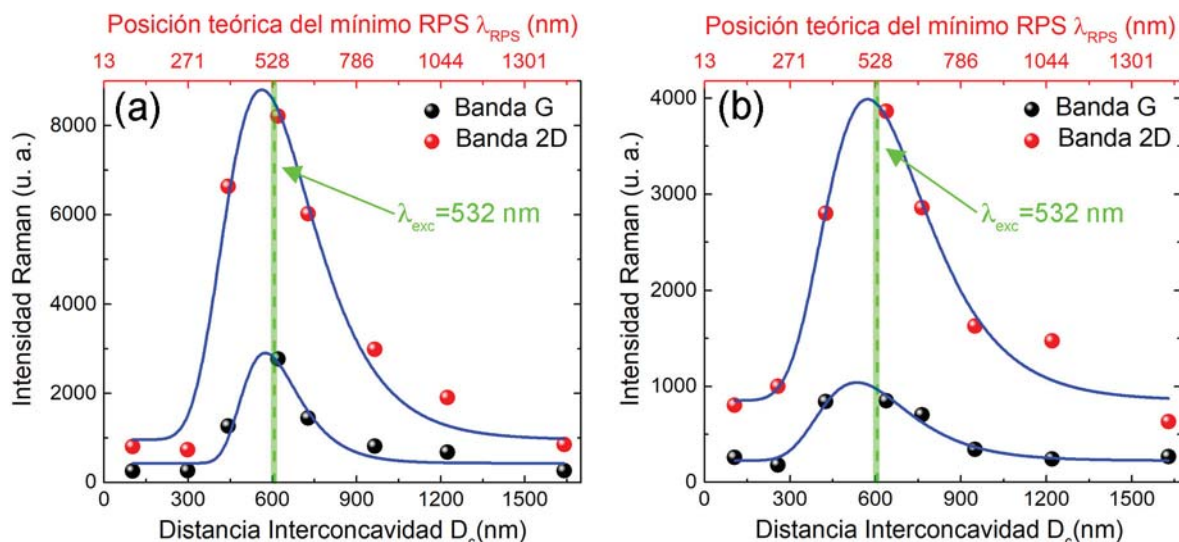 Posición teórica del mínimo RPS λRPS (nm)
13 271 528 786 1044 1301
(a)
Banda G
Banda 2D
λexc=532 nm
Intensidad Raman (u. a.)
8000
6000
4000
2000
0
0 300 600 900 1200 1500
Distancia Interconcavidad Dc(nm)
Posición teórica del mínimo RPS λRPS (nm)
13 271 528 786 1044 1301
(b)
Banda G
Banda 2D
λexc=532 nm
Intensidad Raman (u. a.)
4000
3000
2000
1000
0
0 300 600 900 1200 1500
Distancia Interconcavidad Dc(nm)